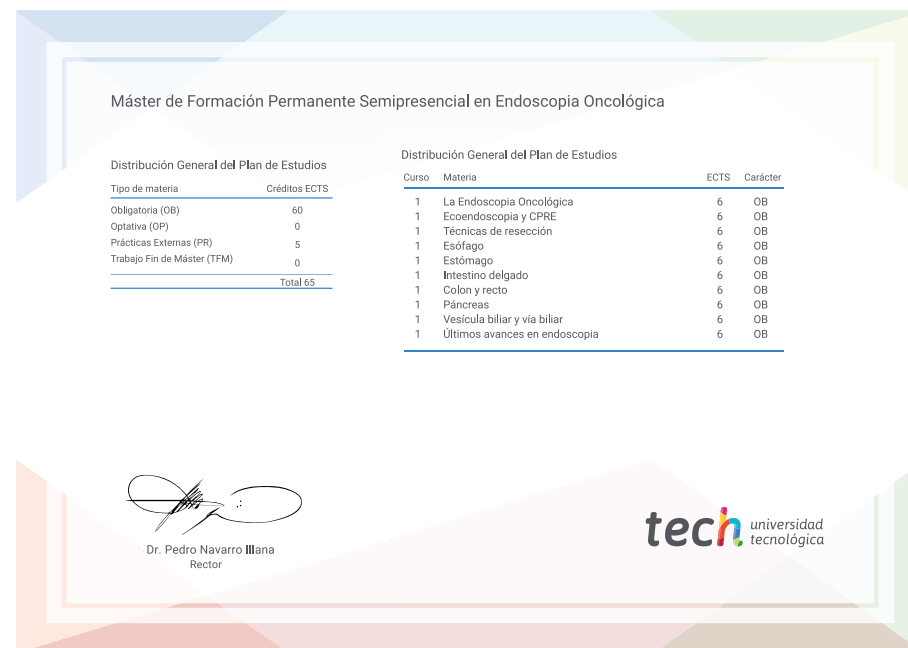 Máster de Formación Permanente Semipresencial en Endoscopia Oncológica
Distribución General del Plan de Estudios
Tipo de materia Créditos ECTS
Obligatoria (OB) 60
Optativa (OP) 0
Prácticas Externas (PR) 5
Trabajo Fin de Máster (TFM) 0
Total 65
Distribución General del Plan de Estudios
Curso Materia ECTS Carácter
1 La Endoscopia Oncológica 6 OB
1 Ecoendoscopia y CPRE 6 OB
1 Técnicas de resección 6 OB
1 Esófago 6 OB
1 Estómago 6 OB
1 Intestino delgado 6 OB
1 Colon y recto 6 OB
1 Páncreas 6 OB
1 Vesícula biliar y vía biliar 6 OB
1 Últimos avances en endoscopia 6 OB
Dr. Pedro Navarro Illana
Rector
tech universidad
tecnológica